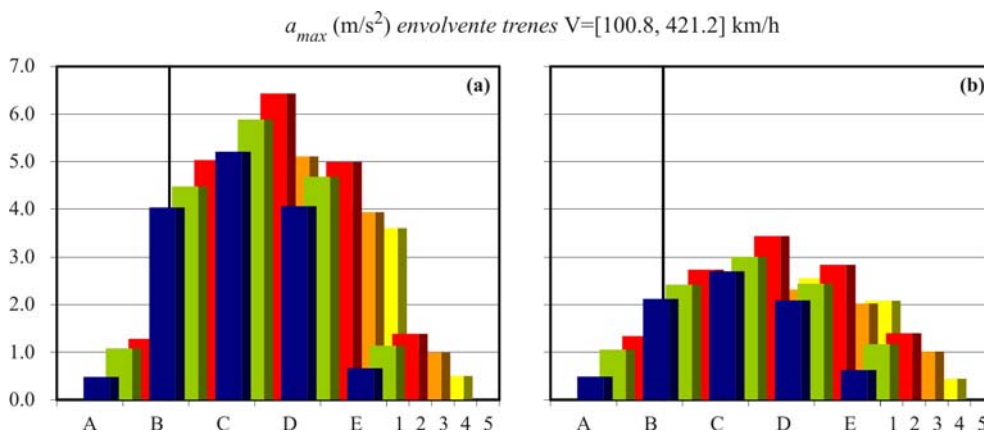 a_max (m/s²) envolvente trenes V=[100.8, 421.2] km/h
7.0
6.0
5.0
4.0
3.0
2.0
1.0
0.0
(a)
A B C D E 1 2 3 4 5
(b)
A B C D E 1 2 3 4 5